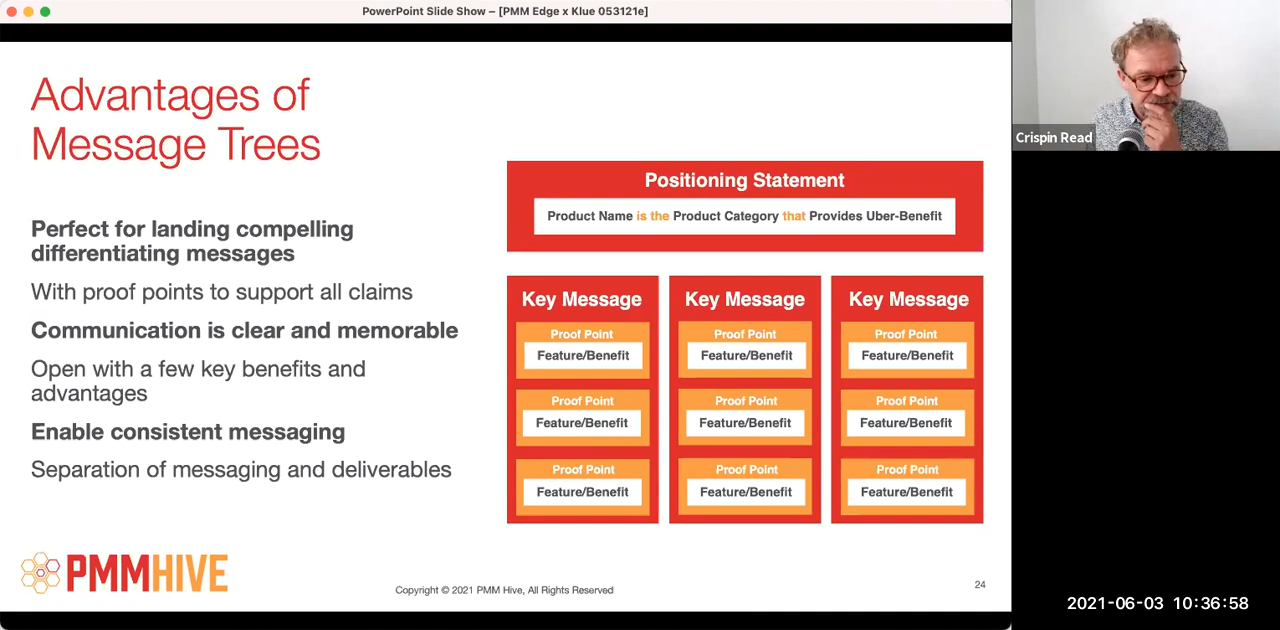 PowerPoint Slide Show – [PMM Edge x Klue 053121e]
Advantages of
Message Trees
Perfect for landing compelling
differentiating messages
With proof points to support all claims
Communication is clear and memorable
Open with a few key benefits and
advantages
Enable consistent messaging
Separation of messaging and deliverables
Positioning Statement
Product Name is the Product Category that Provides Uber-Benefit
Key Message
Proof Point
Feature/Benefit
Proof Point
Feature/Benefit
Proof Point
Feature/Benefit
Key Message
Proof Point
Feature/Benefit
Proof Point
Feature/Benefit
Proof Point
Feature/Benefit
Key Message
Proof Point
Feature/Benefit
Proof Point
Feature/Benefit
Proof Point
Feature/Benefit
PMMHIVE
Copyright © 2021 PMM Hive, All Rights Reserved
24
Crispin Read
2021-06-03 10:36:58